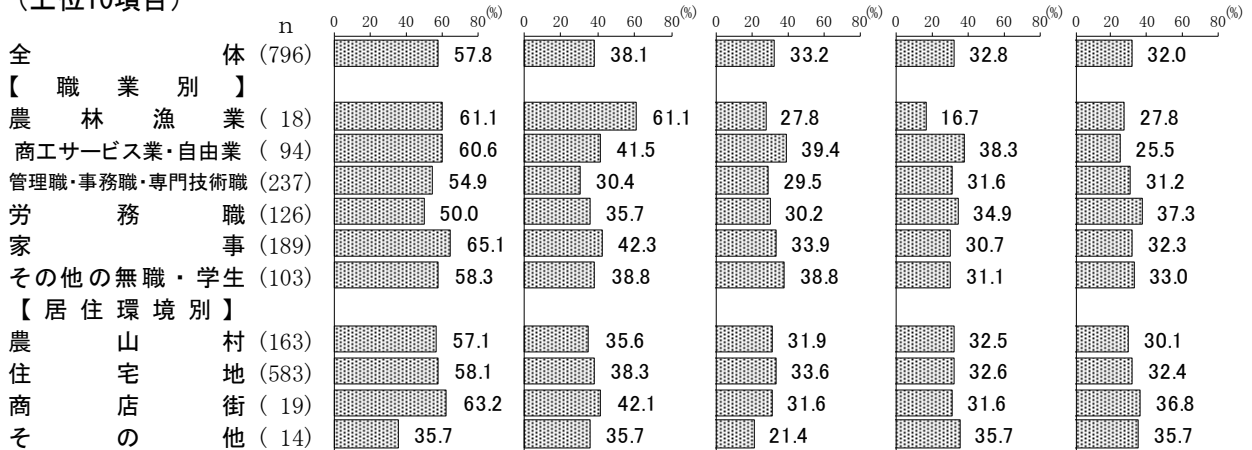 (上位10項目)
n 0 20 40 60 80(%) 0 20 40 60 80(%) 0 20 40 60 80(%) 0 20 40 60 80(%) 0 20 40 60 80(%)
全体 (796) 57.8 38.1 33.2 32.8 32.0
【職業別】
農林漁業 ( 18) 61.1 61.1 27.8 16.7 27.8
商工サービス業・自由業 ( 94) 60.6 41.5 39.4 38.3 25.5
管理職・事務職・専門技術職 (237) 54.9 30.4 29.5 31.6 31.2
労務職 (126) 50.0 35.7 30.2 34.9 37.3
家事 (189) 65.1 42.3 33.9 30.7 32.3
その他の無職・学生 (103) 58.3 38.8 38.8 31.1 33.0
【居住環境別】
農山村 (163) 57.1 35.6 31.9 32.5 30.1
住宅地 (583) 58.1 38.3 33.6 32.6 32.4
商店街 ( 19) 63.2 42.1 31.6 31.6 36.8
その他 ( 14) 35.7 35.7 21.4 35.7 35.7